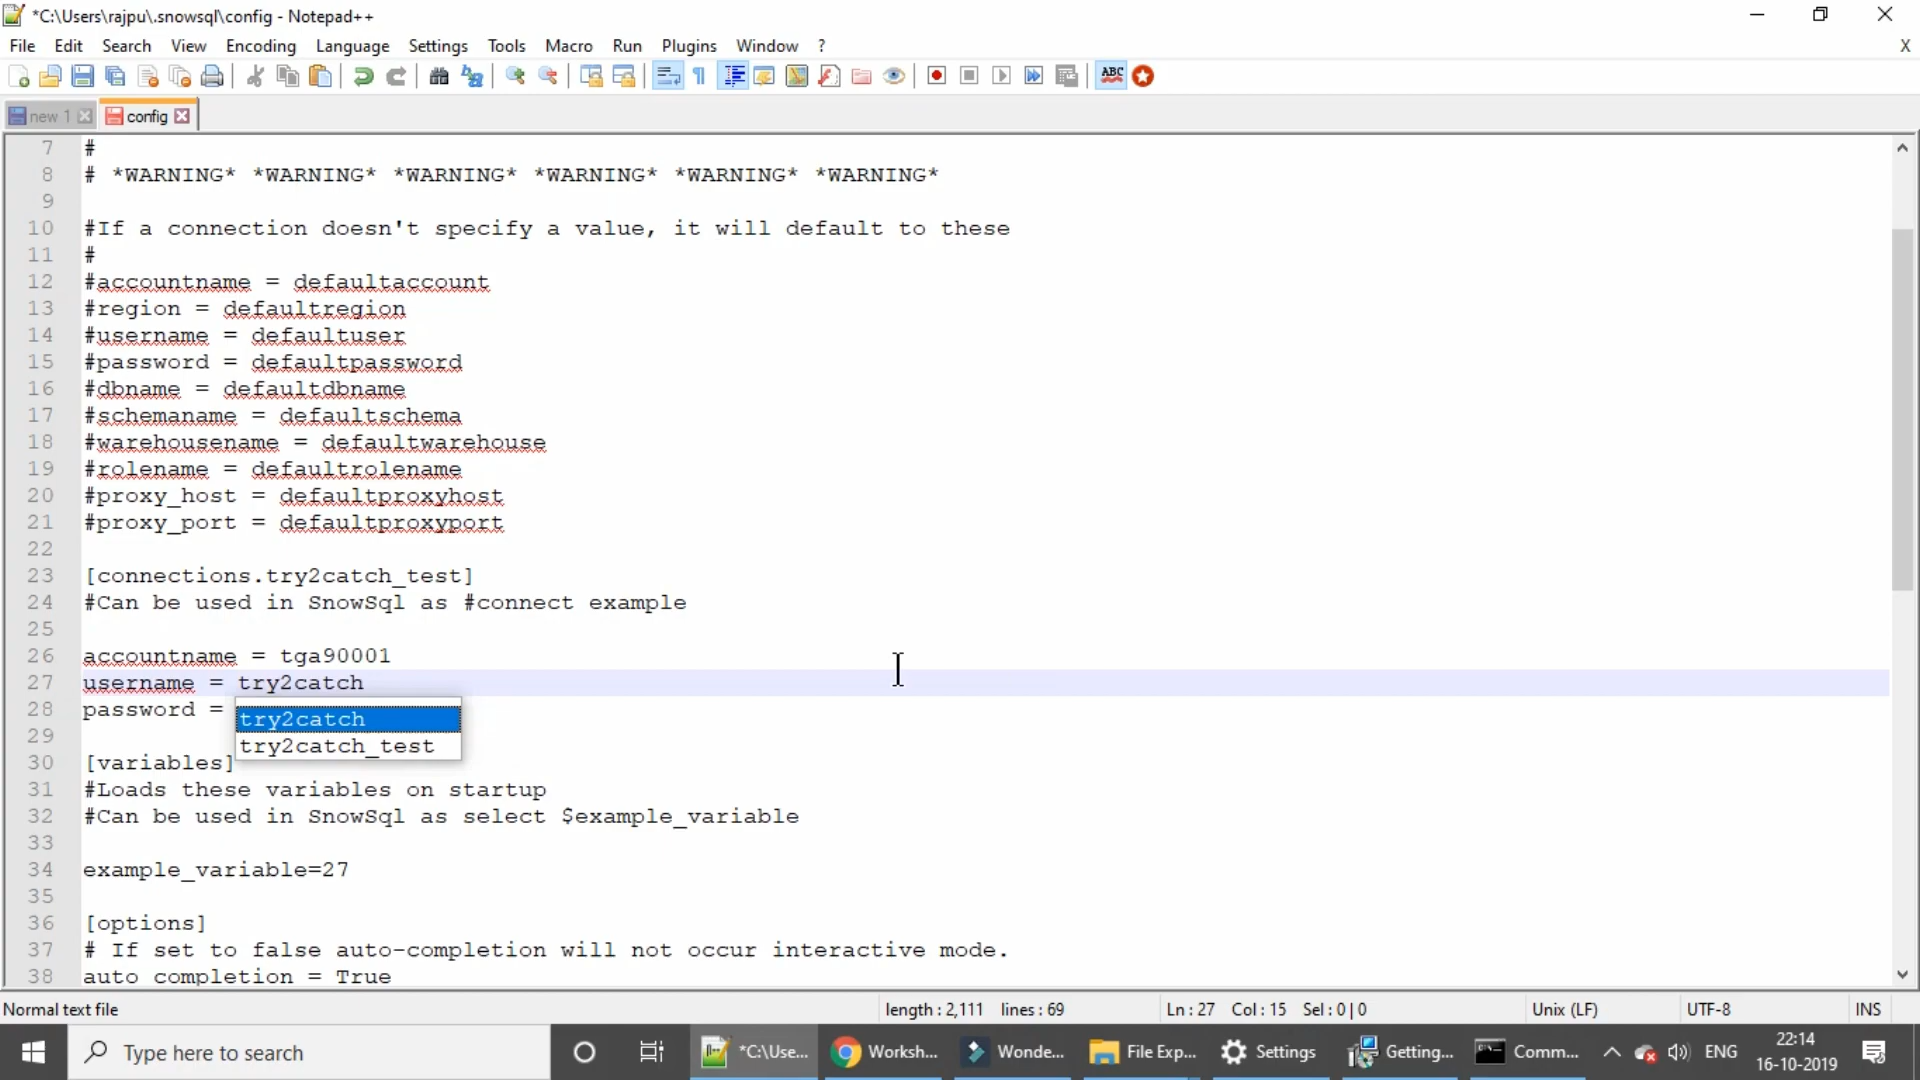 *C:\Users\rajpu\.snowsql\config - Notepad++
File Edit Search View Encoding Language Settings Tools Macro Run Plugins Window ? X
ABC
new 1 config
7 #
8 # *WARNING* *WARNING* *WARNING* *WARNING* *WARNING* *WARNING*
9
10 #If a connection doesn't specify a value, it will default to these
11 #
12 #accountname = defaultaccount
13 #region = defaultregion
14 #username = defaultuser
15 #password = defaultpassword
16 #dbname = defaultdbname
17 #schemaname = defaultschema
18 #warehousename = defaultwarehouse
19 #rolename = defaultrolename
20 #proxy_host = defaultproxyhost
21 #proxy_port = defaultproxyport
22
23 [connections.try2catch_test]
24 #Can be used in SnowSql as #connect example
25
26 accountname = tga90001
27 username = try2catch
28 password =
try2catch
try2catch_test
29
30 [variables]
31 #Loads these variables on startup
32 #Can be used in SnowSql as select $example_variable
33
34 example_variable=27
35
36 [options]
37 # If set to false auto-completion will not occur interactive mode.
38 auto_completion = True
Normal text file length : 2,111 lines : 69 Ln : 27 Col : 15 Sel : 0 | 0 Unix (LF) UTF-8 INS
Type here to search *C:\Use... Worksh... Wonde... File Exp... Settings Getting... Comm... ENG 22:14
16-10-2019